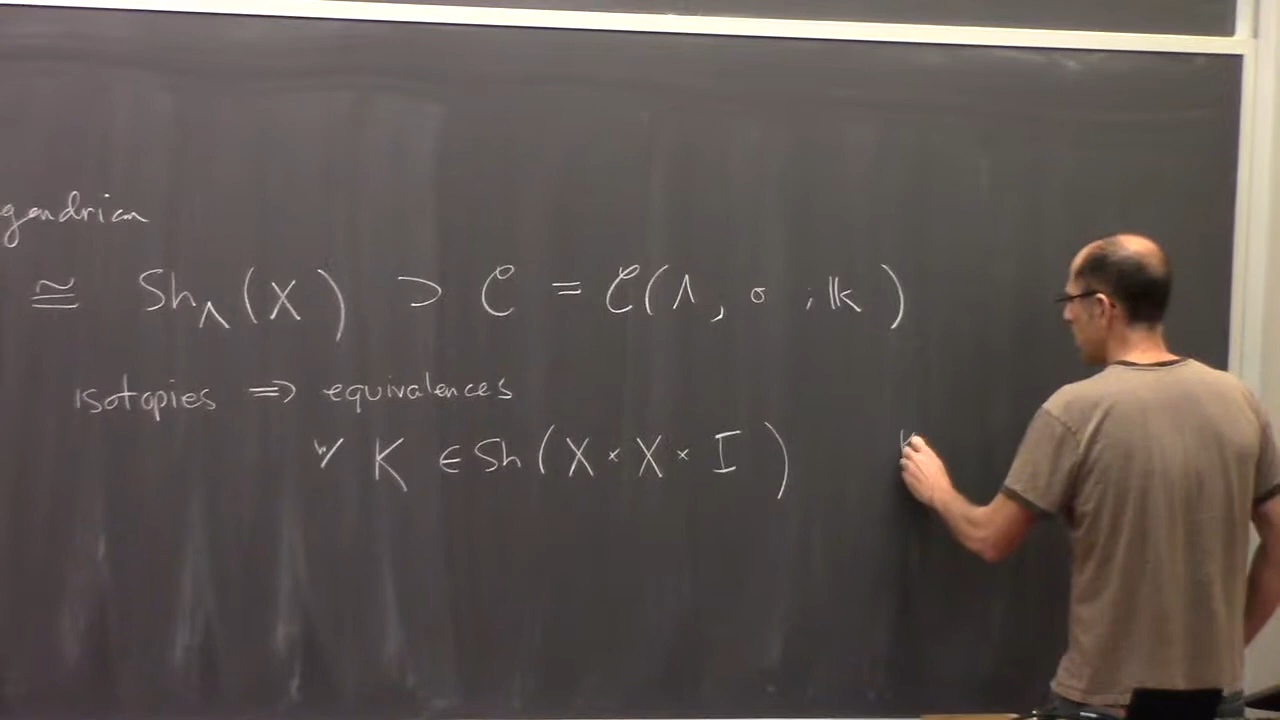 gendrian
≅ Sh_Λ(X) ⊃ 𝒞 = 𝒞(Λ, σ ; 𝕜)
isotopies ⇒ equivalences
w/ K ∈ Sh(X × X × I)